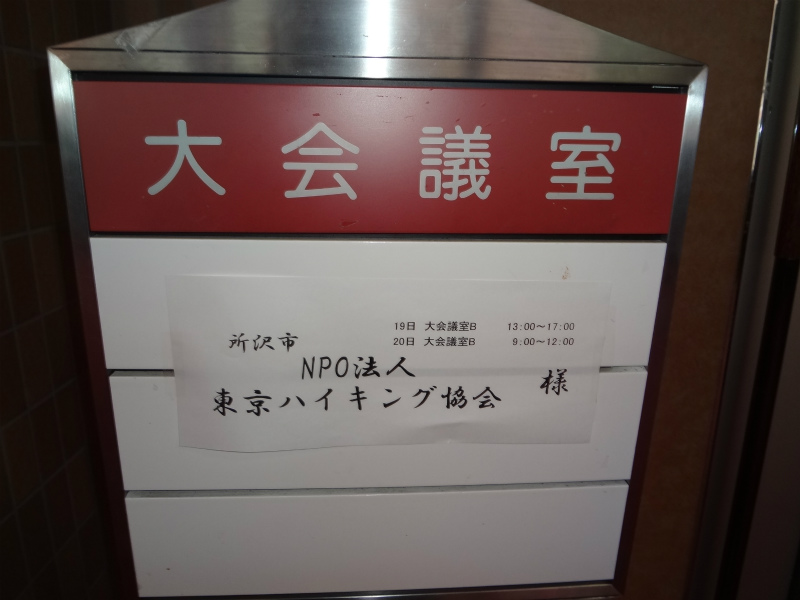 大会議室
19日 大会議室B 13:00～17:00
20日 大会議室B 9:00～12:00
所沢市
NPO法人
東京ハイキング協会 様